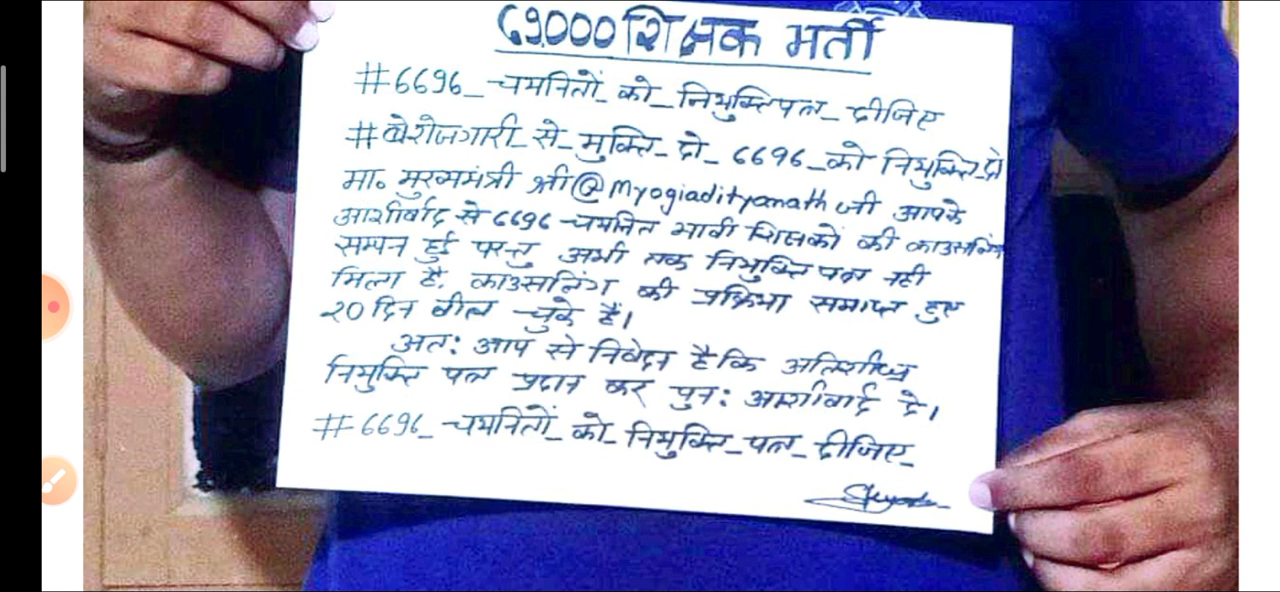 69000 शिक्षक भर्ती
#6696_चयनितों_को_नियुक्तिपत्र_दीजिए
#बेरोजगारी_से_मुक्ति_दो_6696_को नियुक्ति_दो
मा० मुख्यमंत्री श्री@myogiadityanath जी आपके
आशीर्वाद से 6696 चयनित भावी शिक्षकों की काउंसलिंग
सम्पन हुई परन्तु अभी तक नियुक्ति पत्र नही
मिला है. काउंसलिंग की प्रक्रिया समाप्त हुए
20 दिन बीत चुके हैं।
अतः आप से निवेदन है कि अतिशीघ्र
नियुक्ति पत्र प्रदान कर पुनः आशीर्वाद दे।
#6696_चयनितों_को_नियुक्ति_पत्र_दीजिए_